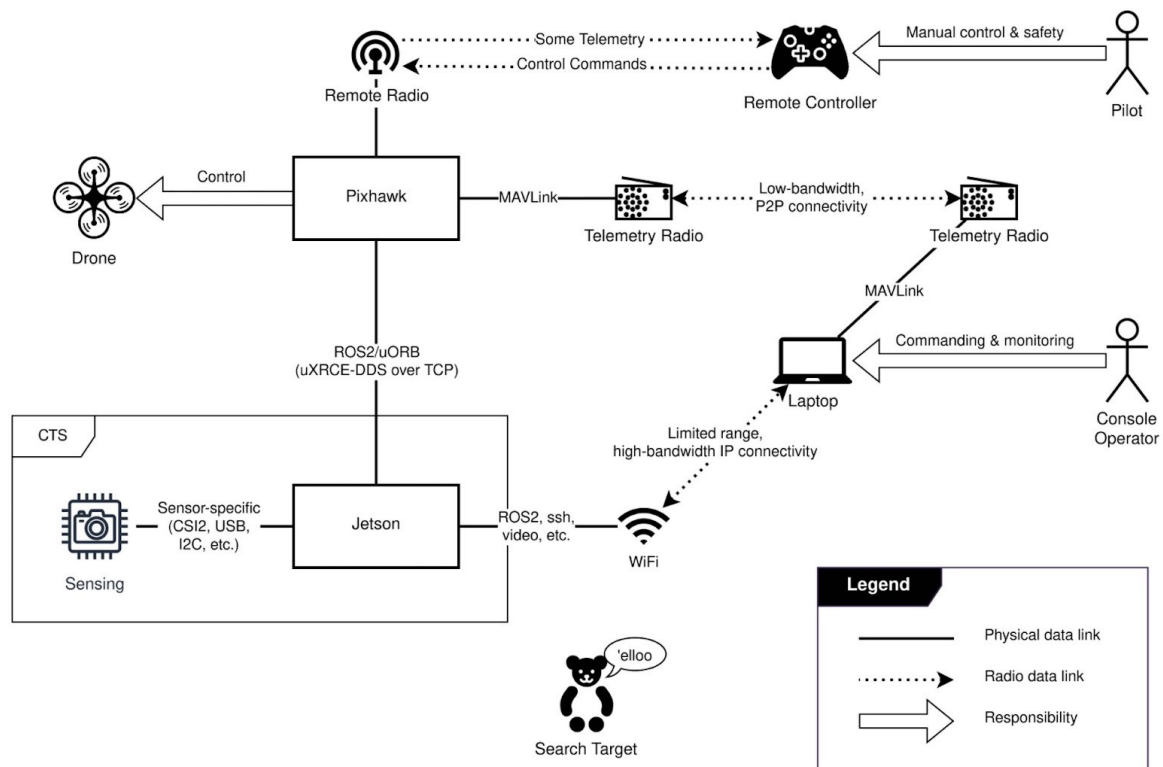 Some Telemetry
Control Commands
Manual control & safety
Remote Radio
Remote Controller
Pilot
Control
Pixhawk
MAVLink
Low-bandwidth,
P2P connectivity
Drone
Telemetry Radio
Telemetry Radio
MAVLink
ROS2/uORB
(uXRCE-DDS over TCP)
Commanding & monitoring
Laptop
Console
Operator
CTS
Limited range,
high-bandwidth IP connectivity
Sensor-specific
(CSI2, USB,
I2C, etc.)
Jetson
ROS2, ssh,
video, etc.
Sensing
WiFi
Legend
Physical data link
Radio data link
Responsibility
'elloo
Search Target